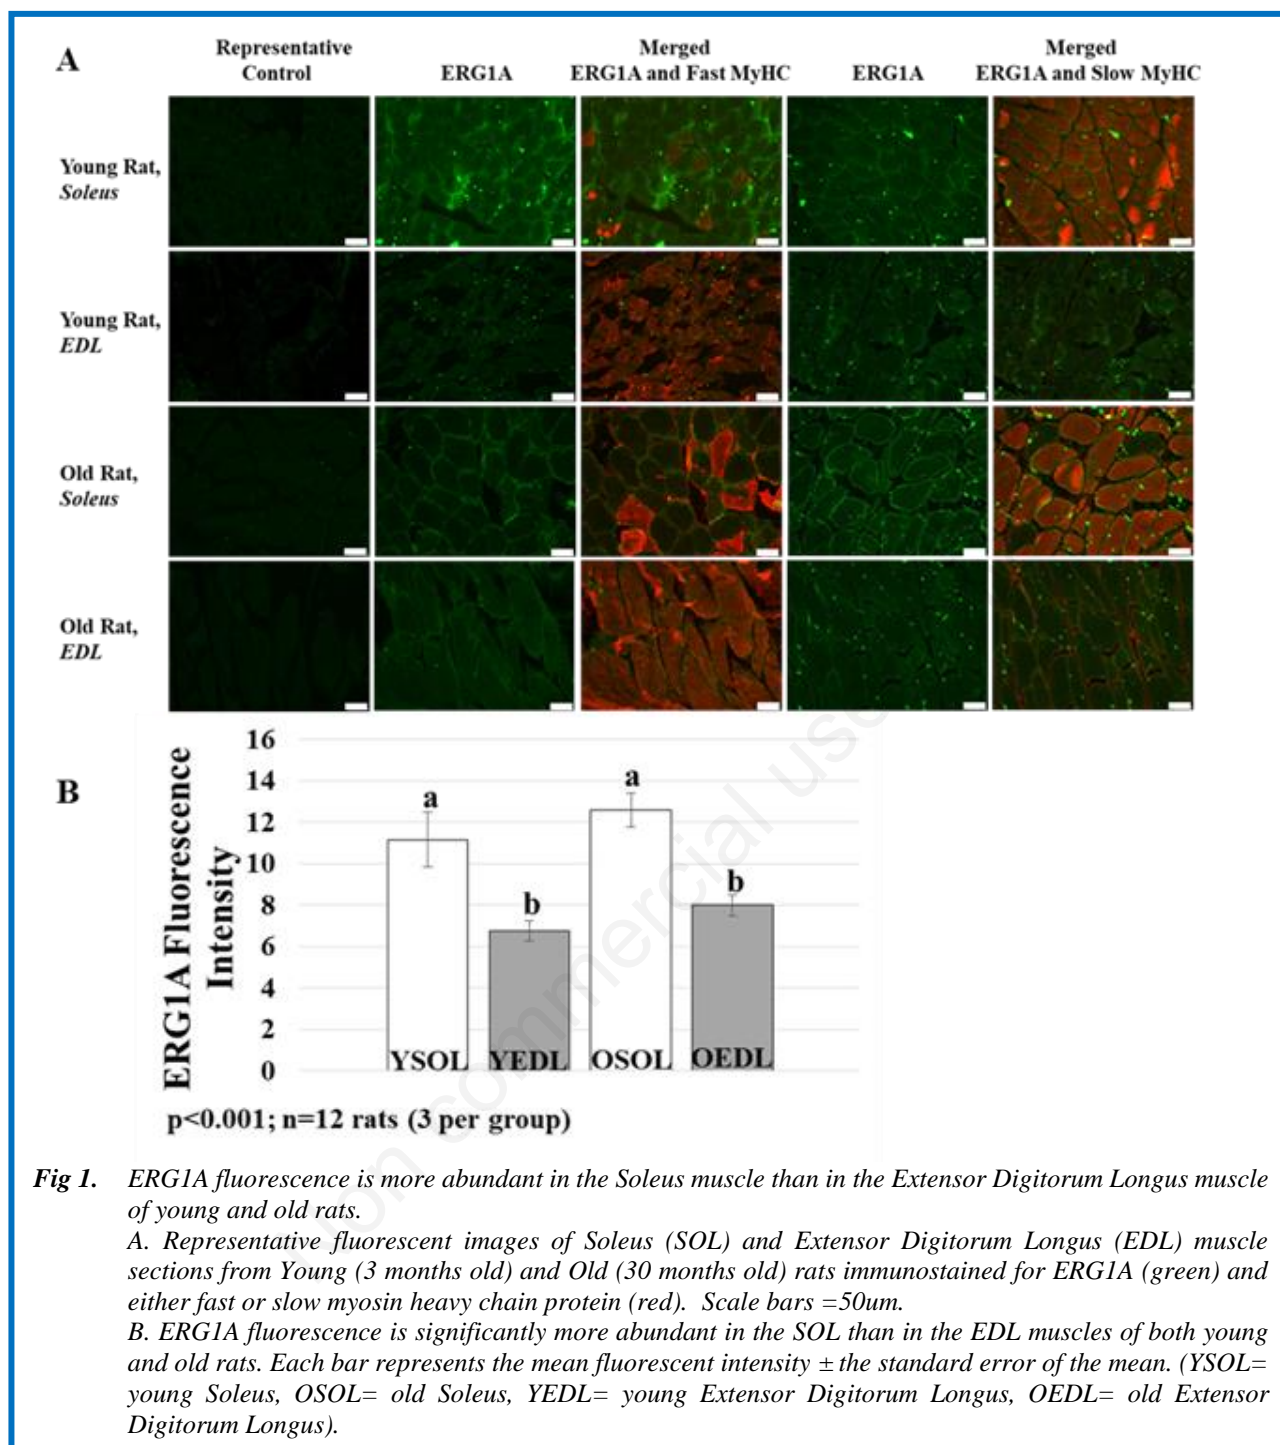 A
Representative
Control
ERG1A
Merged
ERG1A and Fast MyHC
ERG1A
Merged
ERG1A and Slow MyHC
Young Rat,
Soleus
Young Rat,
EDL
Old Rat,
Soleus
Old Rat,
EDL
B
ERG1A Fluorescence
Intensity
16
14
12
10
8
6
4
2
0
a
b
a
b
YSOL
YEDL
OSOL
OEDL
p<0.001; n=12 rats (3 per group)
non commercial use
Fig 1. ERG1A fluorescence is more abundant in the Soleus muscle than in the Extensor Digitorum Longus muscle
of young and old rats.
A. Representative fluorescent images of Soleus (SOL) and Extensor Digitorum Longus (EDL) muscle
sections from Young (3 months old) and Old (30 months old) rats immunostained for ERG1A (green) and
either fast or slow myosin heavy chain protein (red). Scale bars =50um.
B. ERG1A fluorescence is significantly more abundant in the SOL than in the EDL muscles of both young
and old rats. Each bar represents the mean fluorescent intensity ± the standard error of the mean. (YSOL=
young Soleus, OSOL= old Soleus, YEDL= young Extensor Digitorum Longus, OEDL= old Extensor
Digitorum Longus).